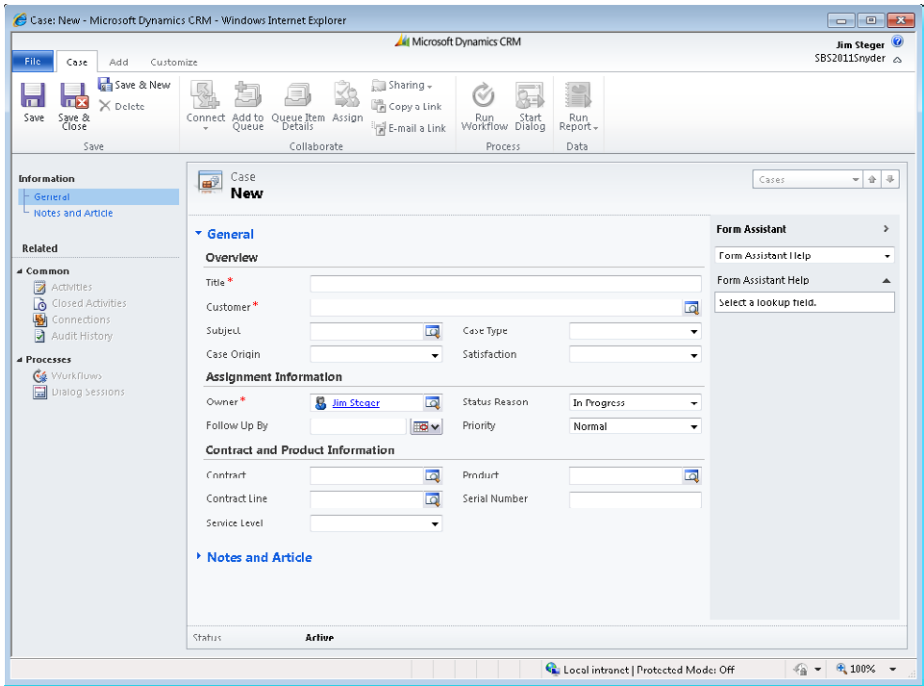 Case: New - Microsoft Dynamics CRM - Windows Internet Explorer
Microsoft Dynamics CRM
Jim Steger
SBS2011Snyder
File Case Add Customize
Save
Save & Close
Save & New
Delete
Save
Connect
Add to Queue
Queue Item Details
Assign
Sharing
Copy a Link
E-mail a Link
Collaborate
Run Workflow
Start Dialog
Process
Run Report
Data
Information
General
Notes and Article
Related
Common
Activities
Closed Activities
Connections
Audit History
Processes
Workflows
Dialog Sessions
Case
New
Cases
General
Overview
Title *
Customer *
Subject Case Type
Case Origin Satisfaction
Assignment Information
Owner * Jim Steger Status Reason In Progress
Follow Up By Priority Normal
Contract and Product Information
Contract Product
Contract Line Serial Number
Service Level
Notes and Article
Form Assistant
Form Assistant Help
Form Assistant Help
Select a lookup field.
Status Active
Local intranet | Protected Mode: Off 100%